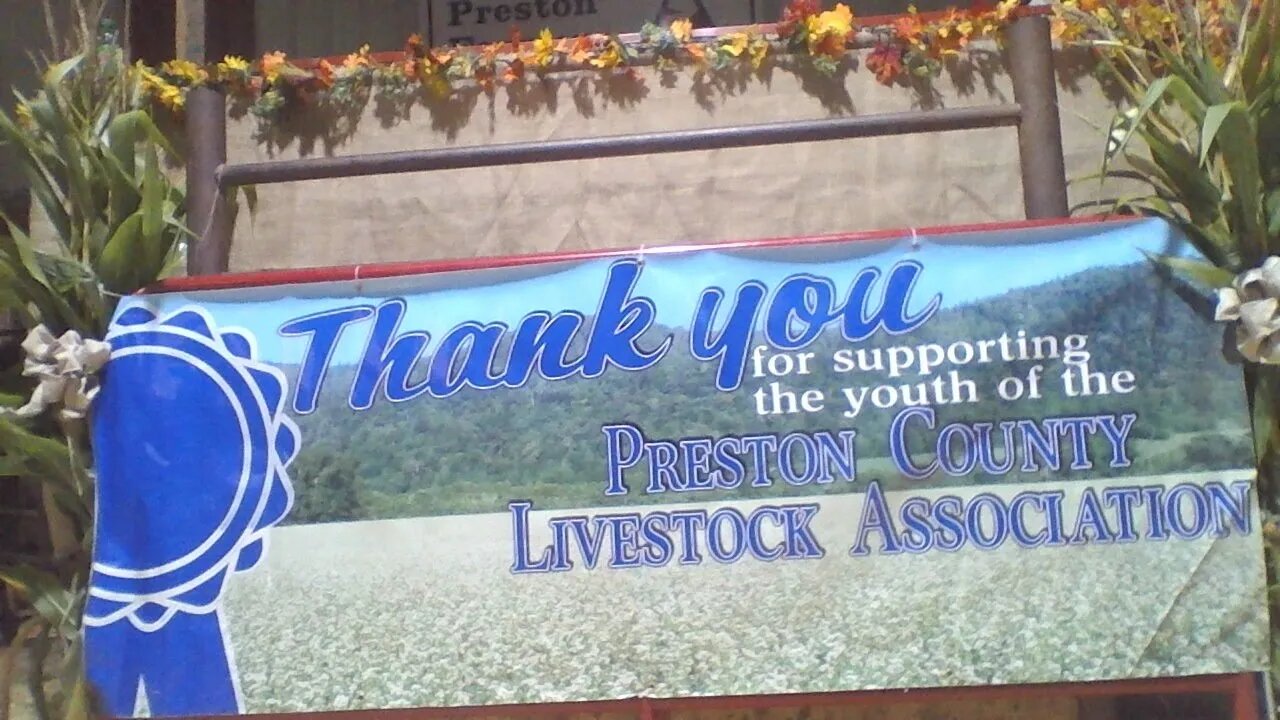 Preston
Thank you
for supporting
the youth of the
PRESTON COUNTY
LIVESTOCK ASSOCIATION